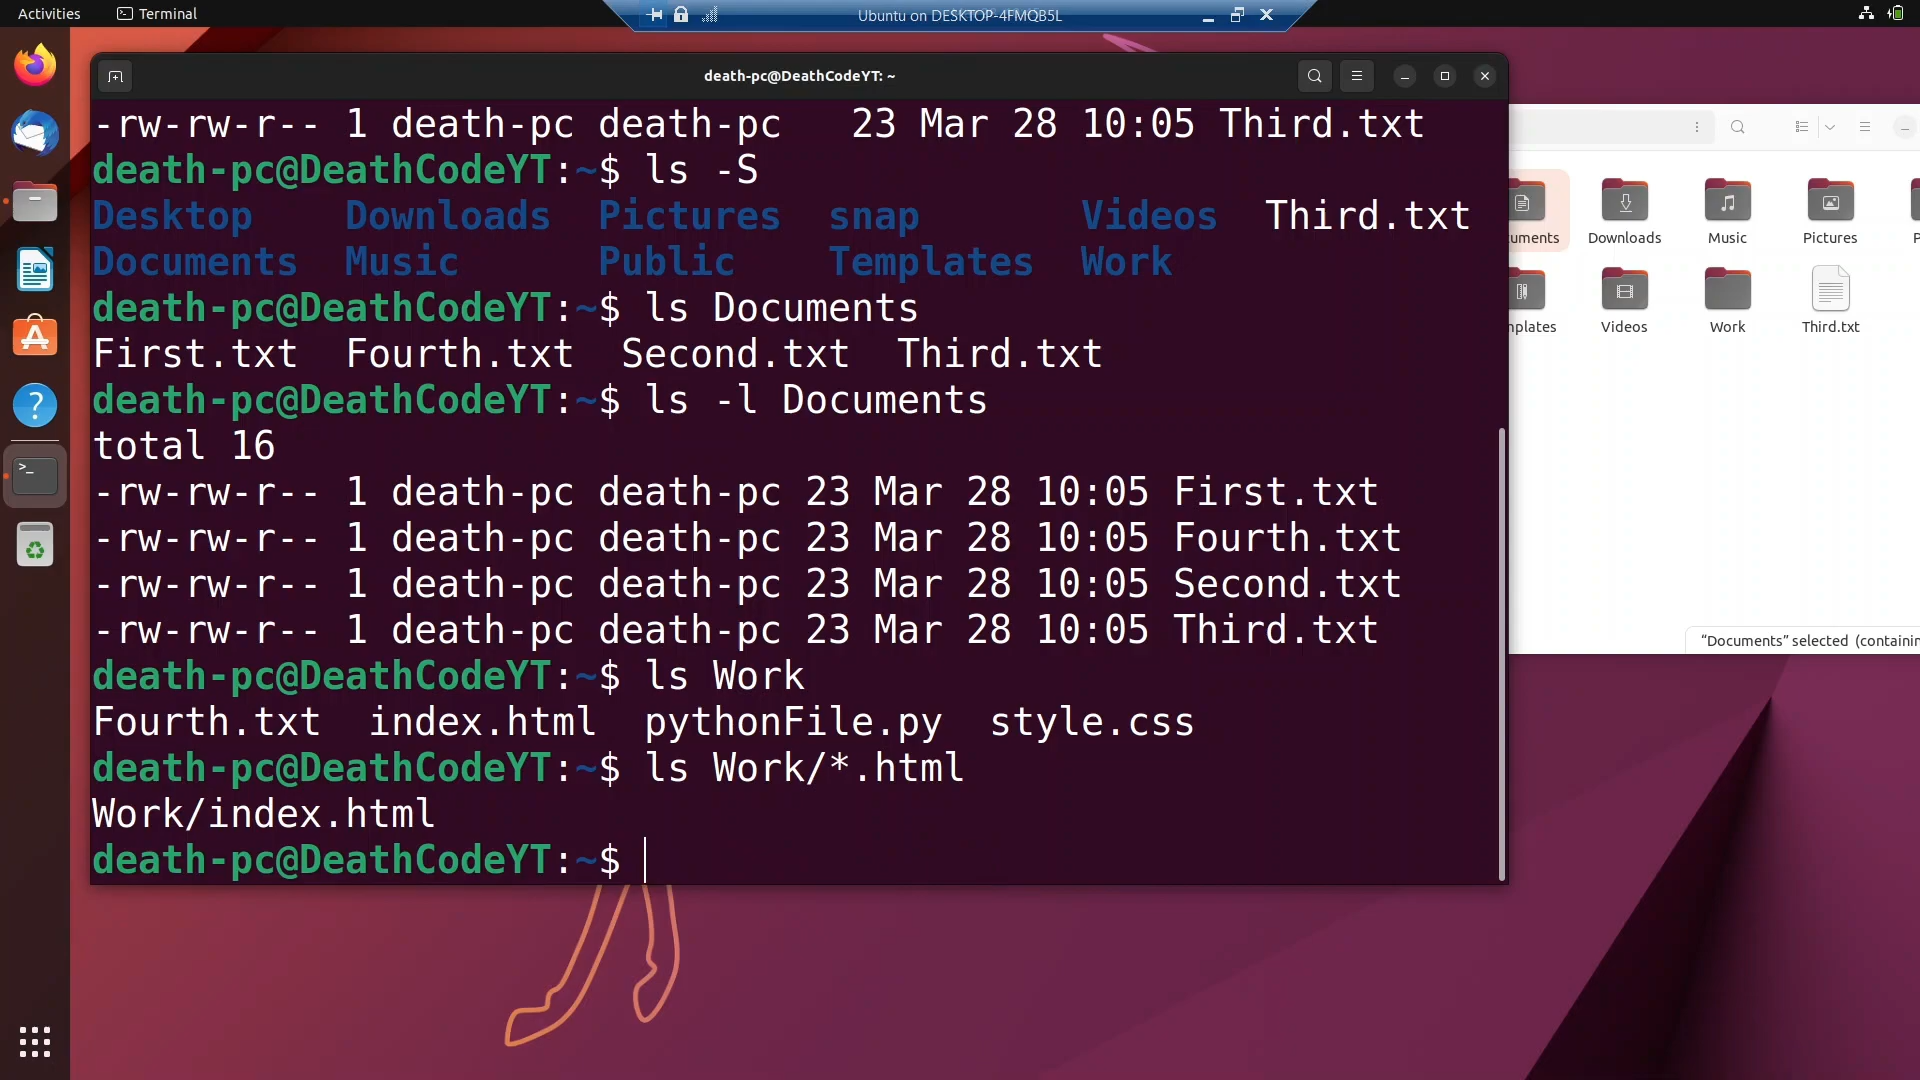 Activities
Terminal
Ubuntu on DESKTOP-4FMQB5L
death-pc@DeathCodeYT: ~
-rw-rw-r-- 1 death-pc death-pc   23 Mar 28 10:05 Third.txt
death-pc@DeathCodeYT:~$ ls -S
Desktop    Downloads  Pictures  snap       Videos  Third.txt
Documents  Music      Public    Templates  Work
death-pc@DeathCodeYT:~$ ls Documents
First.txt  Fourth.txt  Second.txt  Third.txt
death-pc@DeathCodeYT:~$ ls -l Documents
total 16
-rw-rw-r-- 1 death-pc death-pc 23 Mar 28 10:05 First.txt
-rw-rw-r-- 1 death-pc death-pc 23 Mar 28 10:05 Fourth.txt
-rw-rw-r-- 1 death-pc death-pc 23 Mar 28 10:05 Second.txt
-rw-rw-r-- 1 death-pc death-pc 23 Mar 28 10:05 Third.txt
death-pc@DeathCodeYT:~$ ls Work
Fourth.txt  index.html  pythonFile.py  style.css
death-pc@DeathCodeYT:~$ ls Work/*.html
Work/index.html
death-pc@DeathCodeYT:~$
uments Downloads Music Pictures P
nplates Videos Work Third.txt
“Documents” selected (containin